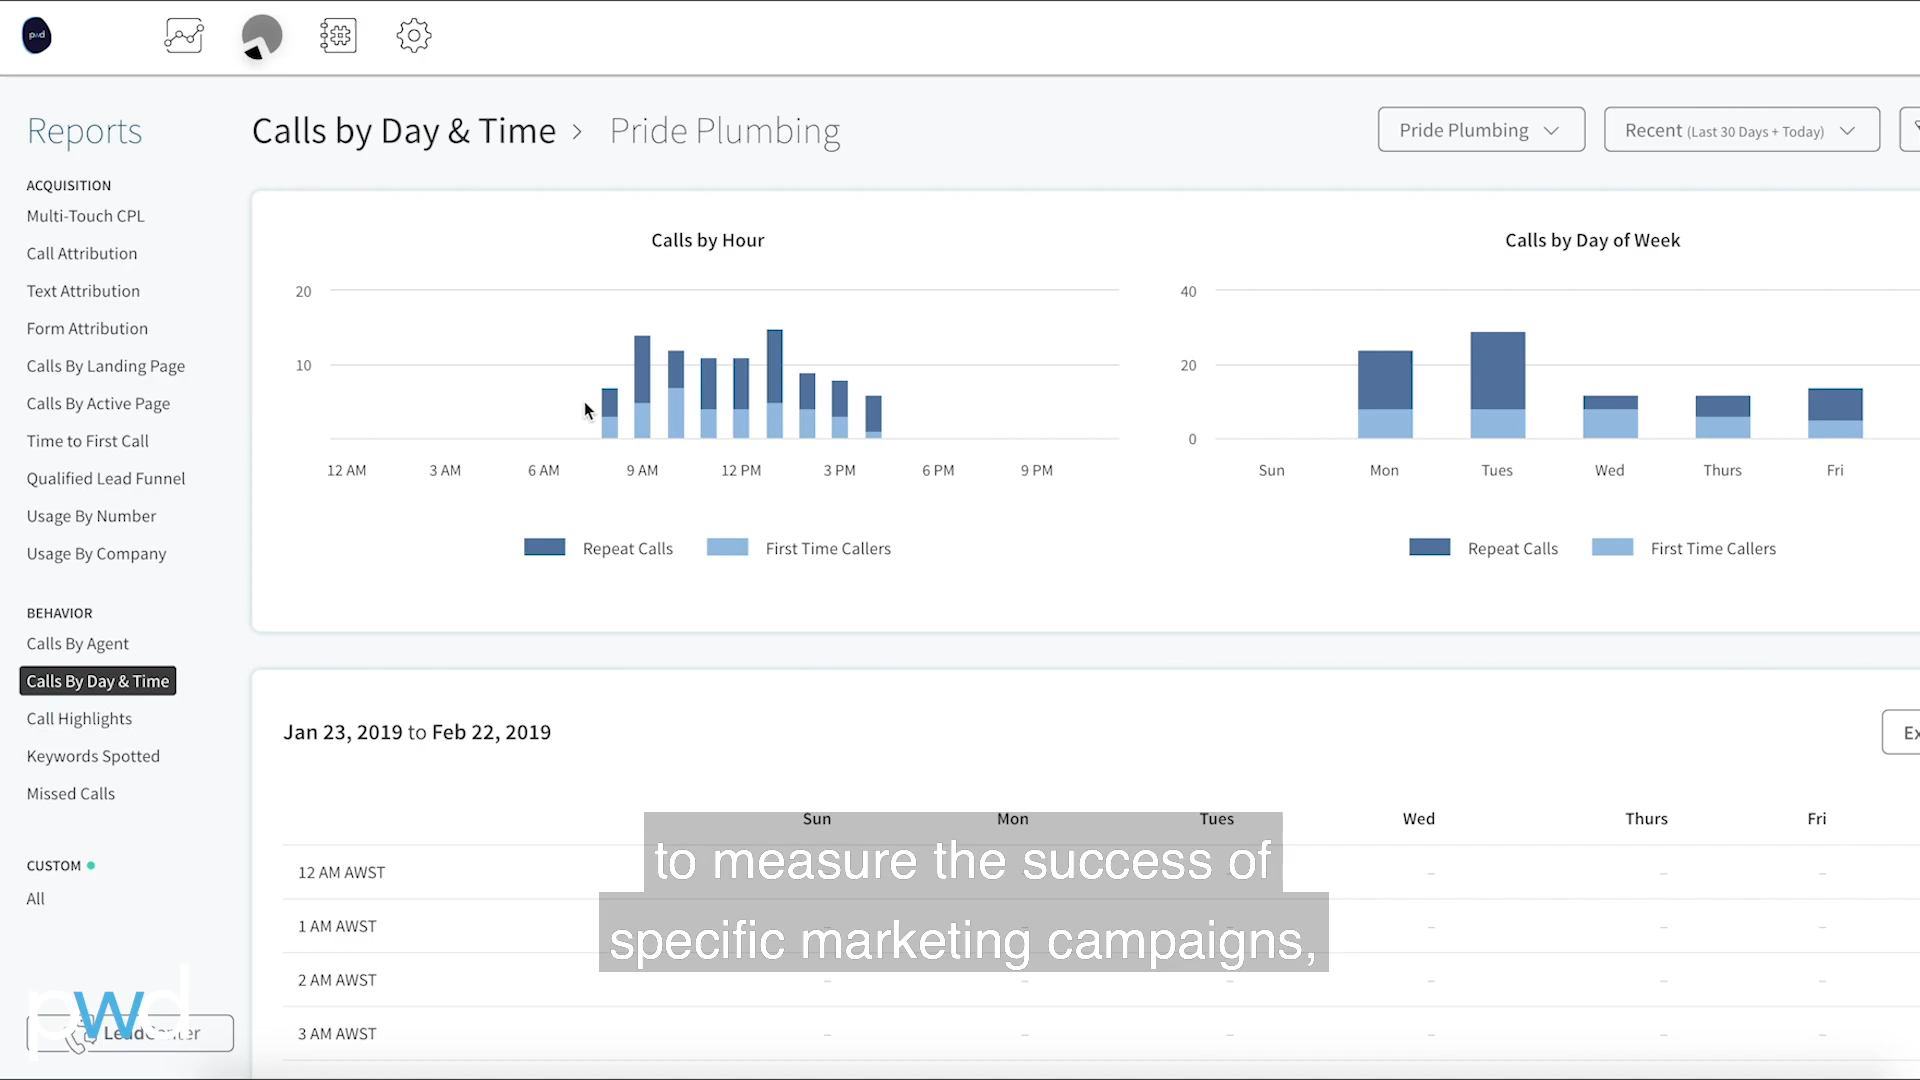 pwd
Reports
Calls by Day & Time > Pride Plumbing
Pride Plumbing
Recent (Last 30 Days + Today)
ACQUISITION
Multi-Touch CPL
Call Attribution
Text Attribution
Form Attribution
Calls By Landing Page
Calls By Active Page
Time to First Call
Qualified Lead Funnel
Usage By Number
Usage By Company
BEHAVIOR
Calls By Agent
Calls By Day & Time
Call Highlights
Keywords Spotted
Missed Calls
CUSTOM
All
Calls by Hour
20
10
12 AM 3 AM 6 AM 9 AM 12 PM 3 PM 6 PM 9 PM
Repeat Calls First Time Callers
Calls by Day of Week
40
20
0
Sun Mon Tues Wed Thurs Fri
Repeat Calls First Time Callers
Jan 23, 2019 to Feb 22, 2019
Ex
Sun Mon Tues Wed Thurs Fri
12 AM AWST
1 AM AWST
2 AM AWST
3 AM AWST
to measure the success of
specific marketing campaigns,
pwd